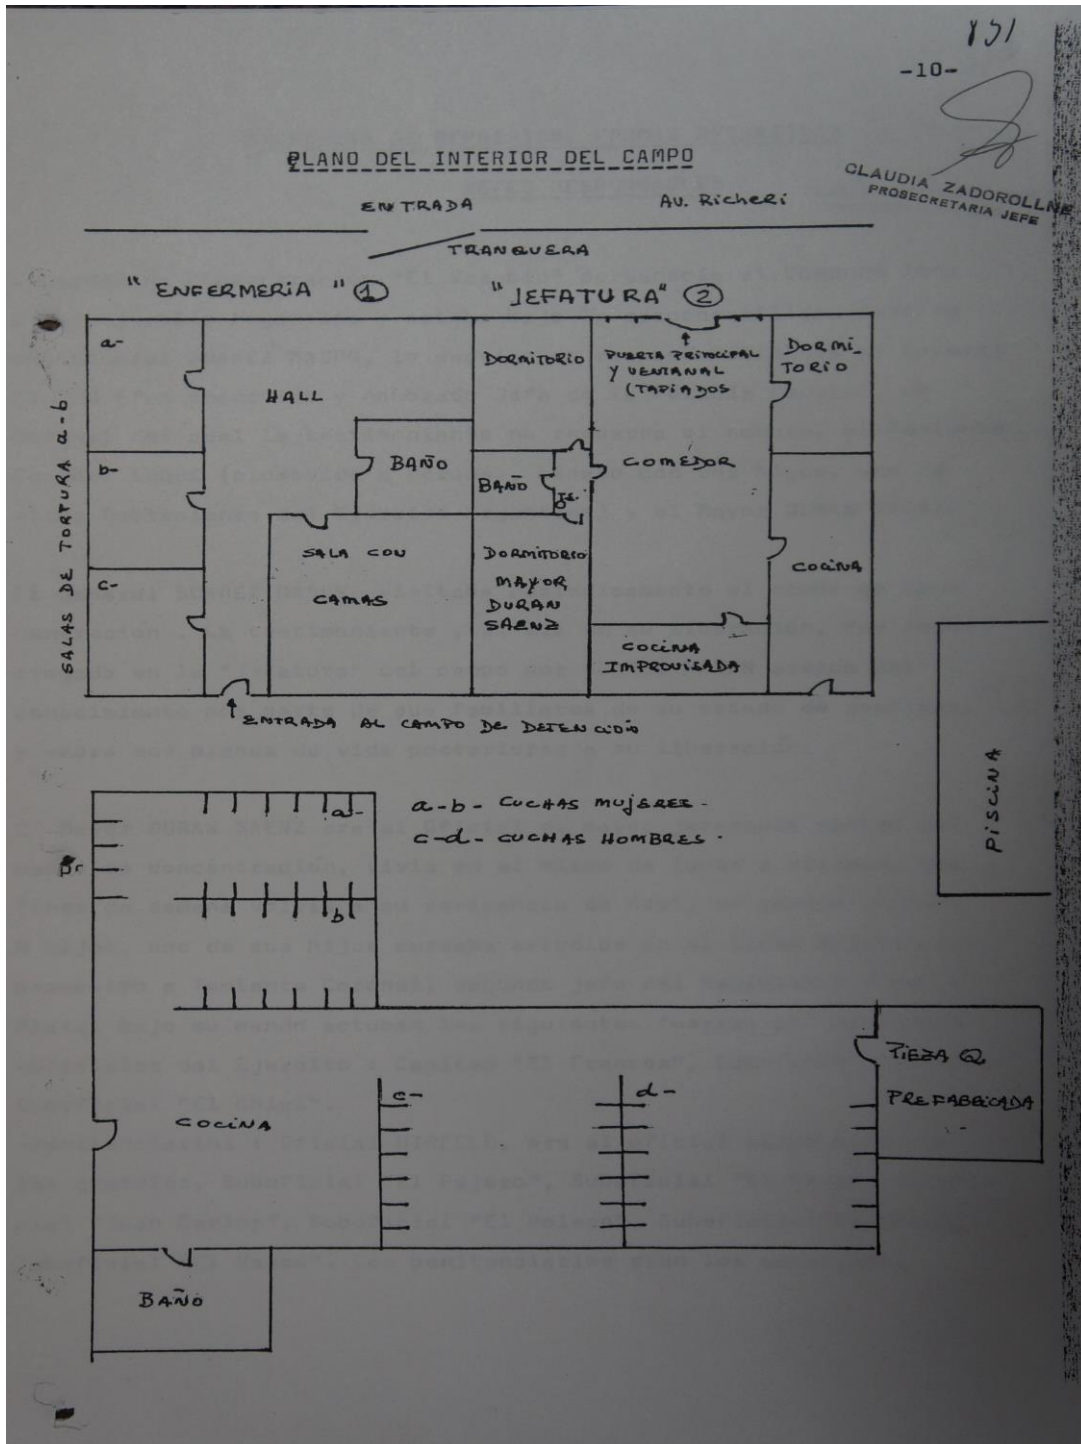 851
-10-
PLANO DEL INTERIOR DEL CAMPO
CLAUDIA ZADOROLLNE
PROSECRETARIA JEFE
ENTRADA
AV. RicheRi
TRANQUERA
"ENFERMERiA" 1
"JEFATURA" 2
SALAS DE TORTURA a-b-
a-
b-
c-
HALL
BAÑO
SALA CON
CAMAS
DORMITORIO
BAÑO
DORMITORIO
MAYOR
DURAN
SAENZ
PUERTA PRINCIPAL
Y VENTANAL
(TAPiADOS
COMEDOR
COCINA
IMPROVISADA
DORMI-
TORIO
COCINA
ENTRADA AL CAMPO DE DETENCIÓN
PISCINA
a-b- CUCHAS MUJERES -
c-d- CUCHAS HOMBRES -
a-
b
c-
d-
COCINA
BAÑO
PIEZA Q
PREFABRICADA